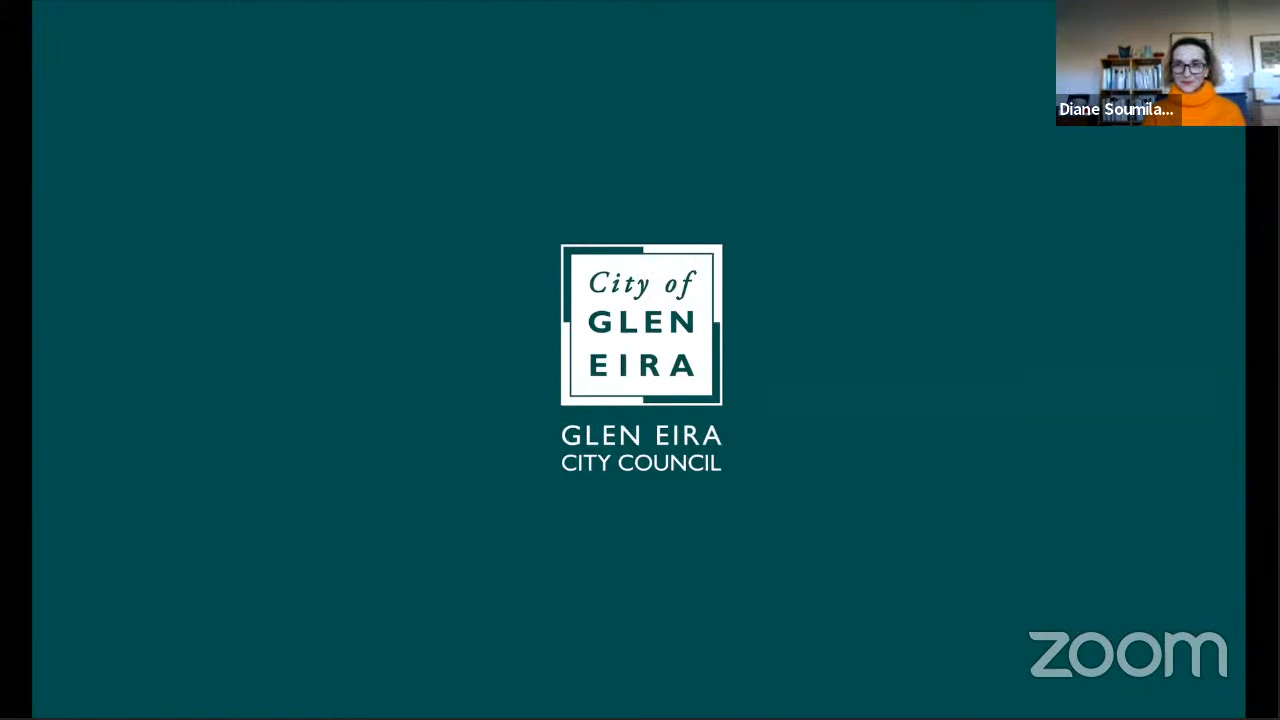 Diane Soumila...
City of
GLEN
EIRA
GLEN EIRA
CITY COUNCIL
zoom